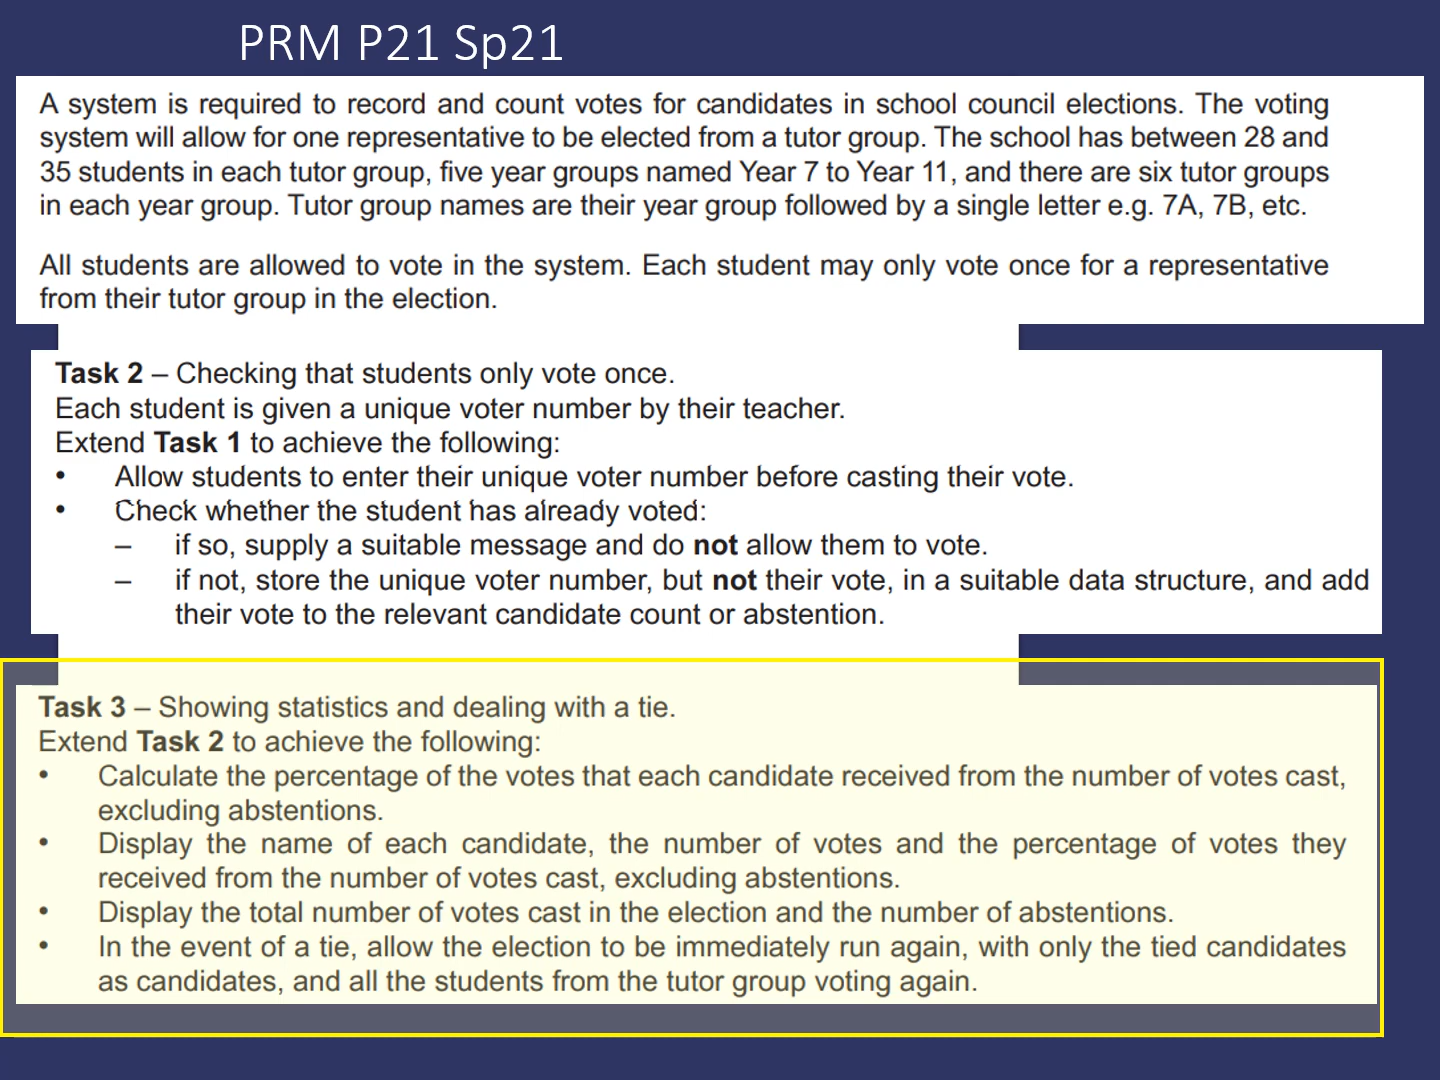 PRM P21 Sp21
A system is required to record and count votes for candidates in school council elections. The voting
system will allow for one representative to be elected from a tutor group. The school has between 28 and
35 students in each tutor group, five year groups named Year 7 to Year 11, and there are six tutor groups
in each year group. Tutor group names are their year group followed by a single letter e.g. 7A, 7B, etc.
All students are allowed to vote in the system. Each student may only vote once for a representative
from their tutor group in the election.
Task 2 – Checking that students only vote once.
Each student is given a unique voter number by their teacher.
Extend Task 1 to achieve the following:
• Allow students to enter their unique voter number before casting their vote.
• Check whether the student has already voted:
– if so, supply a suitable message and do not allow them to vote.
– if not, store the unique voter number, but not their vote, in a suitable data structure, and add
their vote to the relevant candidate count or abstention.
Task 3 – Showing statistics and dealing with a tie.
Extend Task 2 to achieve the following:
• Calculate the percentage of the votes that each candidate received from the number of votes cast,
excluding abstentions.
• Display the name of each candidate, the number of votes and the percentage of votes they
received from the number of votes cast, excluding abstentions.
• Display the total number of votes cast in the election and the number of abstentions.
• In the event of a tie, allow the election to be immediately run again, with only the tied candidates
as candidates, and all the students from the tutor group voting again.